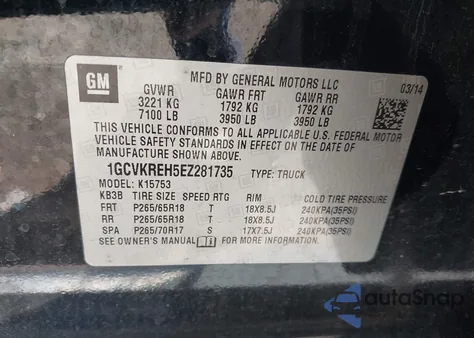 GM
MFD BY GENERAL MOTORS LLC
03/14
GVWR GAWR FRT GAWR RR
3221 KG 1792 KG 1792 KG
7100 LB 3950 LB 3950 LB
THIS VEHICLE CONFORMS TO ALL APPLICABLE U.S. FEDERAL MOTOR
VEHICLE SAFETY STANDARDS IN EFFECT ON THE DATE OF
MANUFACTURE SHOWN ABOVE.
1GCVKREH5EZ281735 TYPE: TRUCK
MODEL: K15753
KB3B TIRE SIZE SPEED RTG RIM COLD TIRE PRESSURE
FRT P265/65R18 T 18X8.5J 240KPA(35PSI)
RR P265/65R18 T 18X8.5J 240KPA(35PSI)
SPA P265/70R17 S 17X7.5J 240KPA(35PSI)
SEE OWNER'S MANUAL FOR MORE INFORMATION.
autoSnap